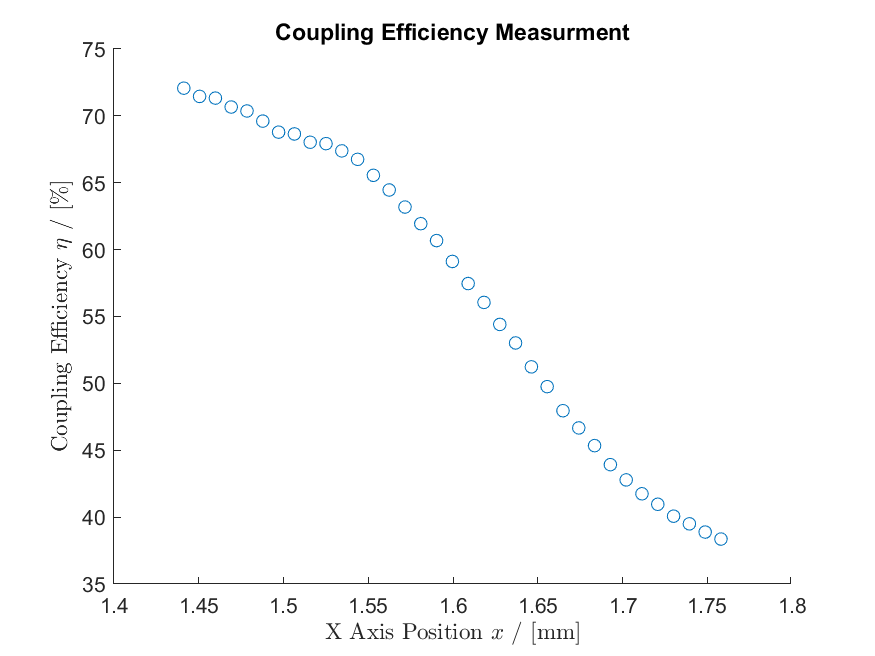 Coupling Efficiency Measurment
75
70
65
60
55
50
45
40
35
Coupling Efficiency η / [%]
1.4 1.45 1.5 1.55 1.6 1.65 1.7 1.75 1.8
X Axis Position x / [mm]